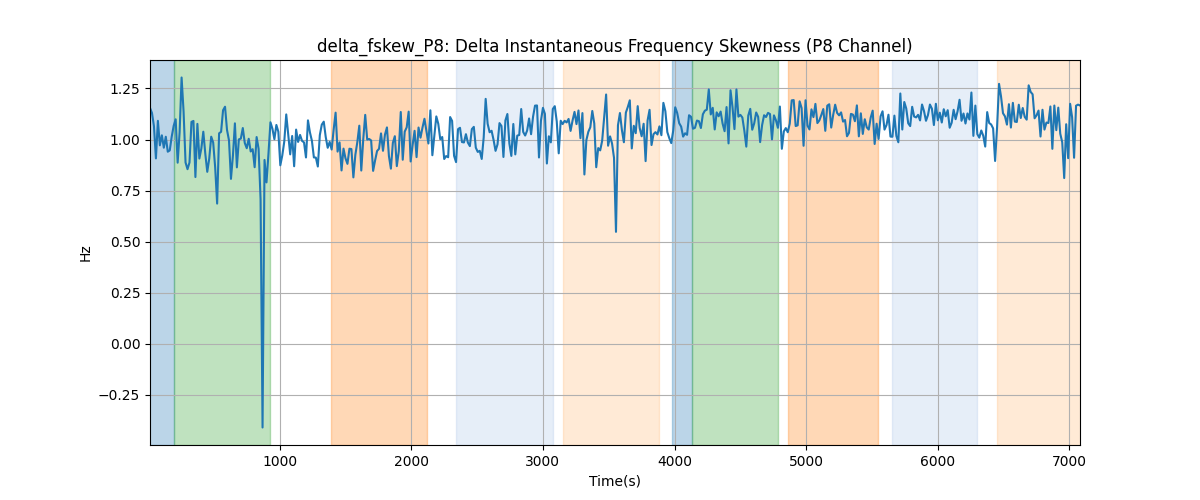 delta_fskew_P8: Delta Instantaneous Frequency Skewness (P8 Channel)
1.25
1.00
0.75
0.50
0.25
0.00
−0.25
Hz
1000 2000 3000 4000 5000 6000 7000
Time(s)